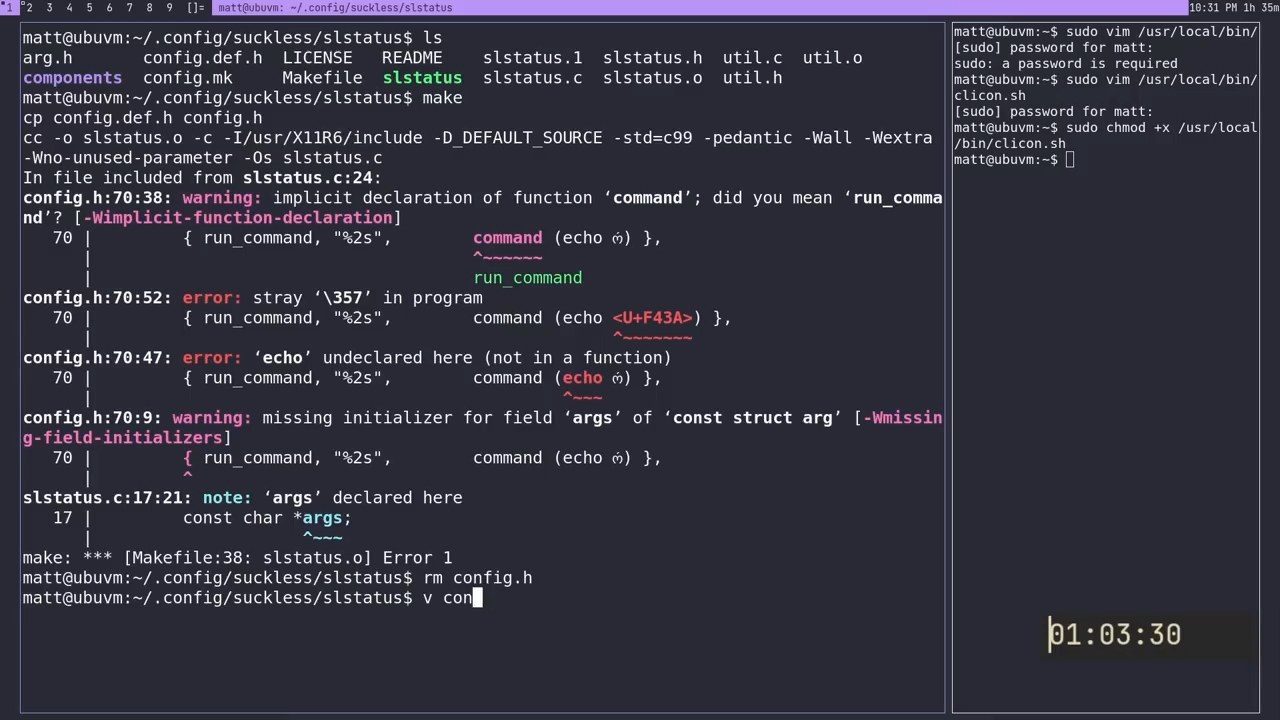 1 2 3 4 5 6 7 8 9 []= matt@ubuvm:~/.config/suckless/slstatus 10:31 PM 1h 35m
matt@ubuvm:~/.config/suckless/slstatus$ ls
arg.h config.def.h LICENSE README slstatus.1 slstatus.h util.c util.o
components config.mk Makefile slstatus slstatus.c slstatus.o util.h
matt@ubuvm:~/.config/suckless/slstatus$ make
cp config.def.h config.h
cc -o slstatus.o -c -I/usr/X11R6/include -D_DEFAULT_SOURCE -std=c99 -pedantic -Wall -Wextra
-Wno-unused-parameter -Os slstatus.c
In file included from slstatus.c:24:
config.h:70:38: warning: implicit declaration of function ‘command’; did you mean ‘run_comma
nd’? [-Wimplicit-function-declaration]
70 | { run_command, "%2s", command (echo ) },
| ^~~~~~~
| run_command
config.h:70:52: error: stray ‘\357’ in program
70 | { run_command, "%2s", command (echo <U+F43A>) },
| ^~~~~~~~
config.h:70:47: error: ‘echo’ undeclared here (not in a function)
70 | { run_command, "%2s", command (echo ) },
| ^~~~
config.h:70:9: warning: missing initializer for field ‘args’ of ‘const struct arg’ [-Wmissin
g-field-initializers]
70 | { run_command, "%2s", command (echo ) },
| ^
slstatus.c:17:21: note: ‘args’ declared here
17 | const char *args;
| ^~~~
make: *** [Makefile:38: slstatus.o] Error 1
matt@ubuvm:~/.config/suckless/slstatus$ rm config.h
matt@ubuvm:~/.config/suckless/slstatus$ v con
matt@ubuvm:~$ sudo vim /usr/local/bin/
[sudo] password for matt:
sudo: a password is required
matt@ubuvm:~$ sudo vim /usr/local/bin/
clicon.sh
[sudo] password for matt:
matt@ubuvm:~$ sudo chmod +x /usr/local
/bin/clicon.sh
matt@ubuvm:~$
01:03:30